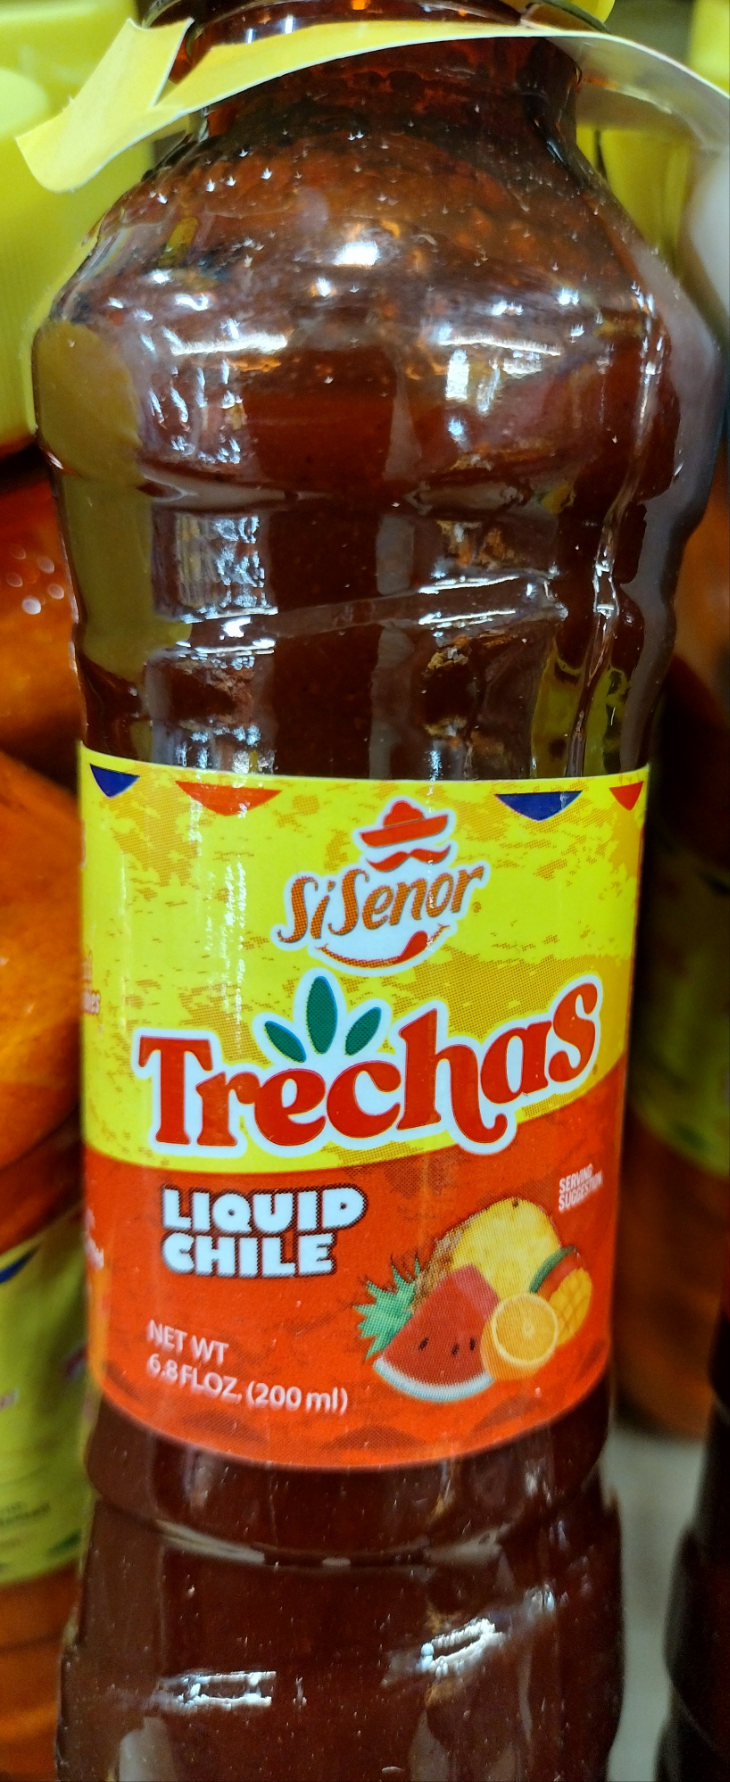 SiSenor
Trechas
LIQUID
CHILE
SERVING
SUGGESTION
NET WT
6.8 FL OZ. (200 ml)